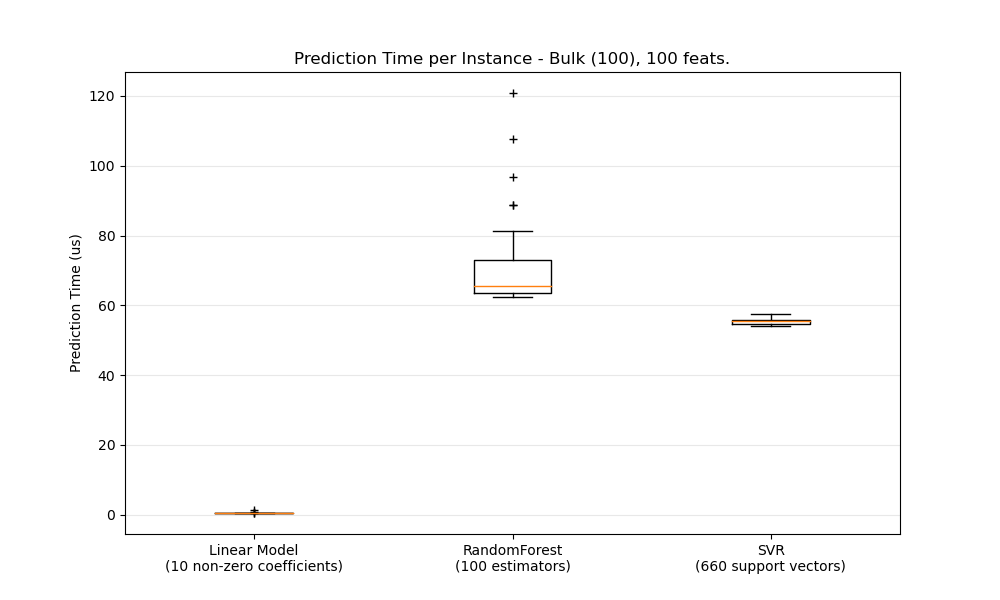 Prediction Time per Instance - Bulk (100), 100 feats.
120
100
80
60
40
20
0
Prediction Time (us)
Linear Model
(10 non-zero coefficients)
RandomForest
(100 estimators)
SVR
(660 support vectors)